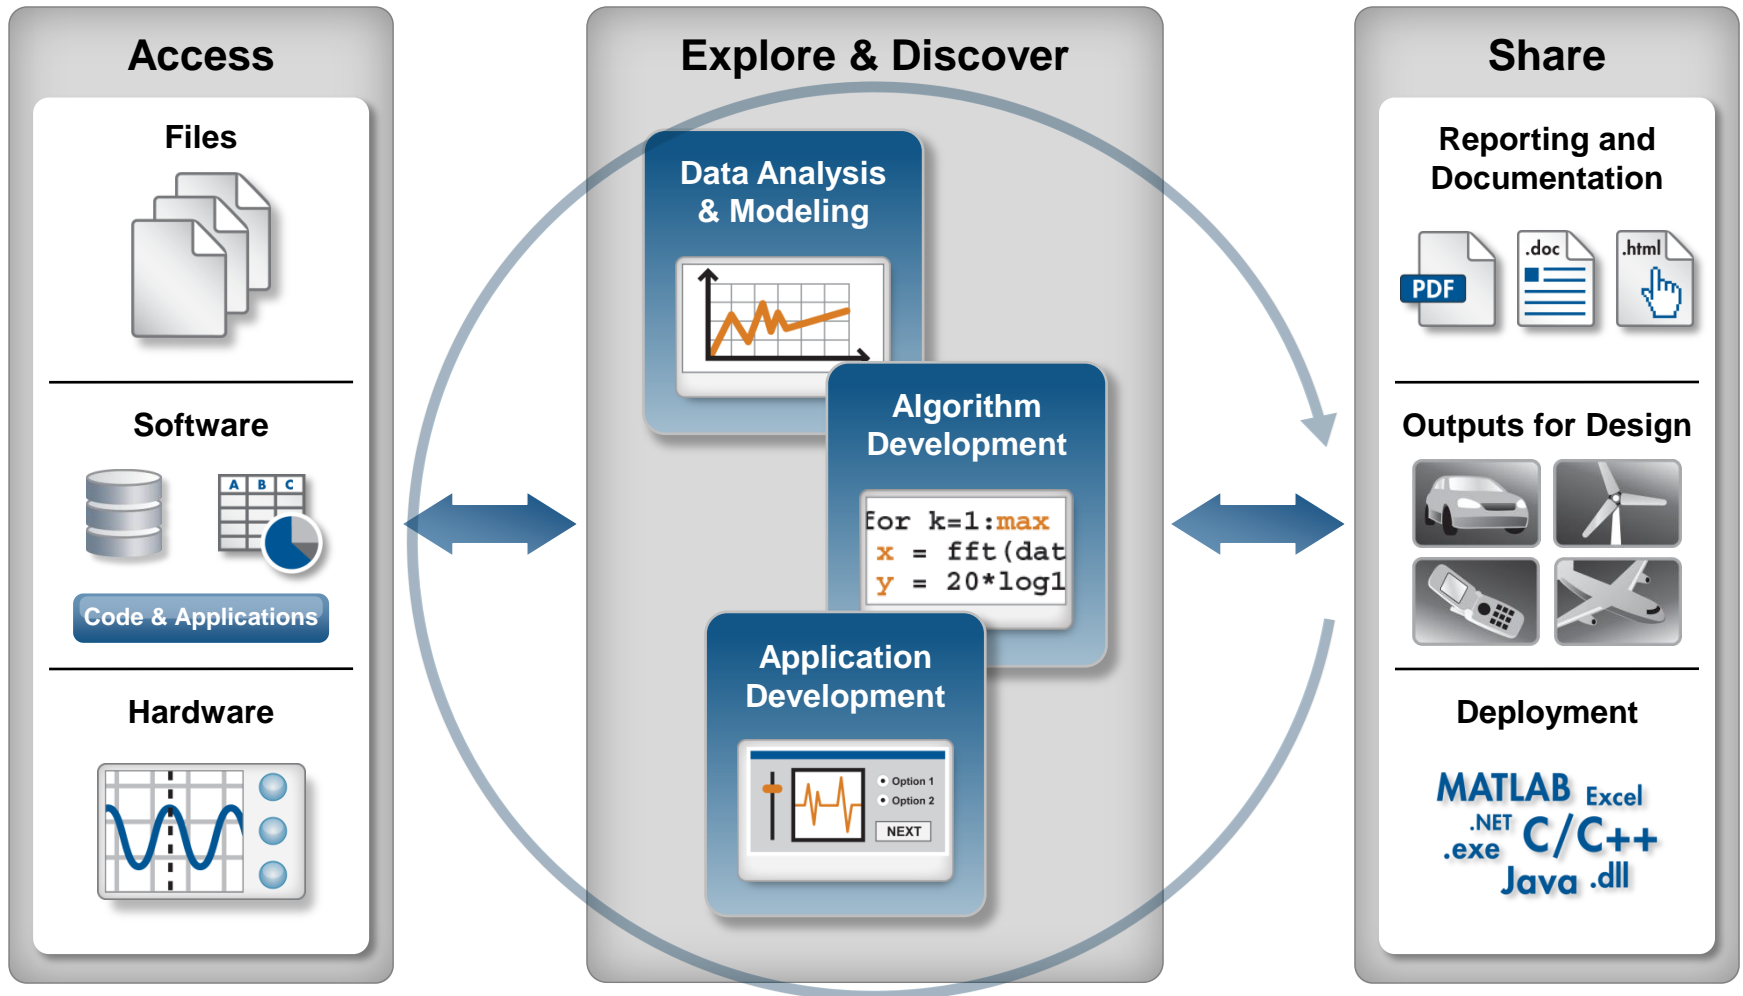 Access
Files
Software
A B C
Code & Applications
Hardware
Explore & Discover
Data Analysis
& Modeling
Algorithm
Development
for k=1:max
x = fft(dat
y = 20*log1
Application
Development
Option 1
Option 2
NEXT
Share
Reporting and
Documentation
PDF
.doc
.html
Outputs for Design
Deployment
MATLAB Excel
.NET C/C++
.exe
Java .dll